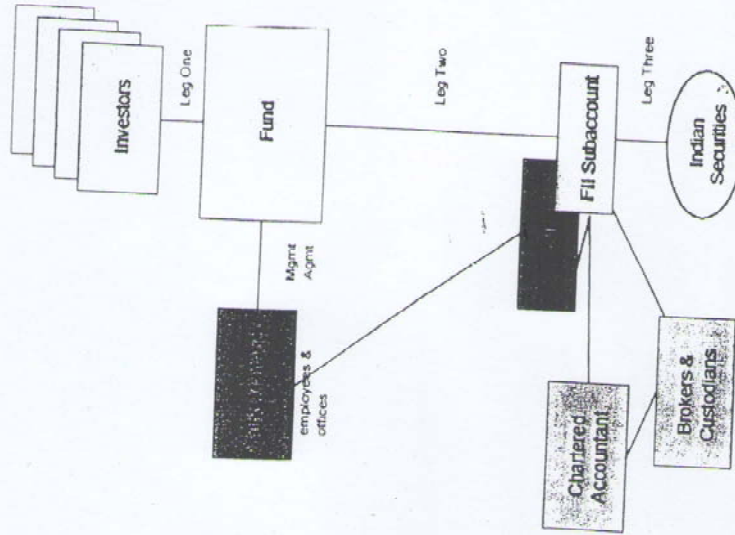 Investors
Leg One
Fund
Mgmt
Agmt
employees &
offices
Leg Two
FII Subaccount
Leg Three
Indian
Securities
Chartered
Accountant
Brokers &
Custodians